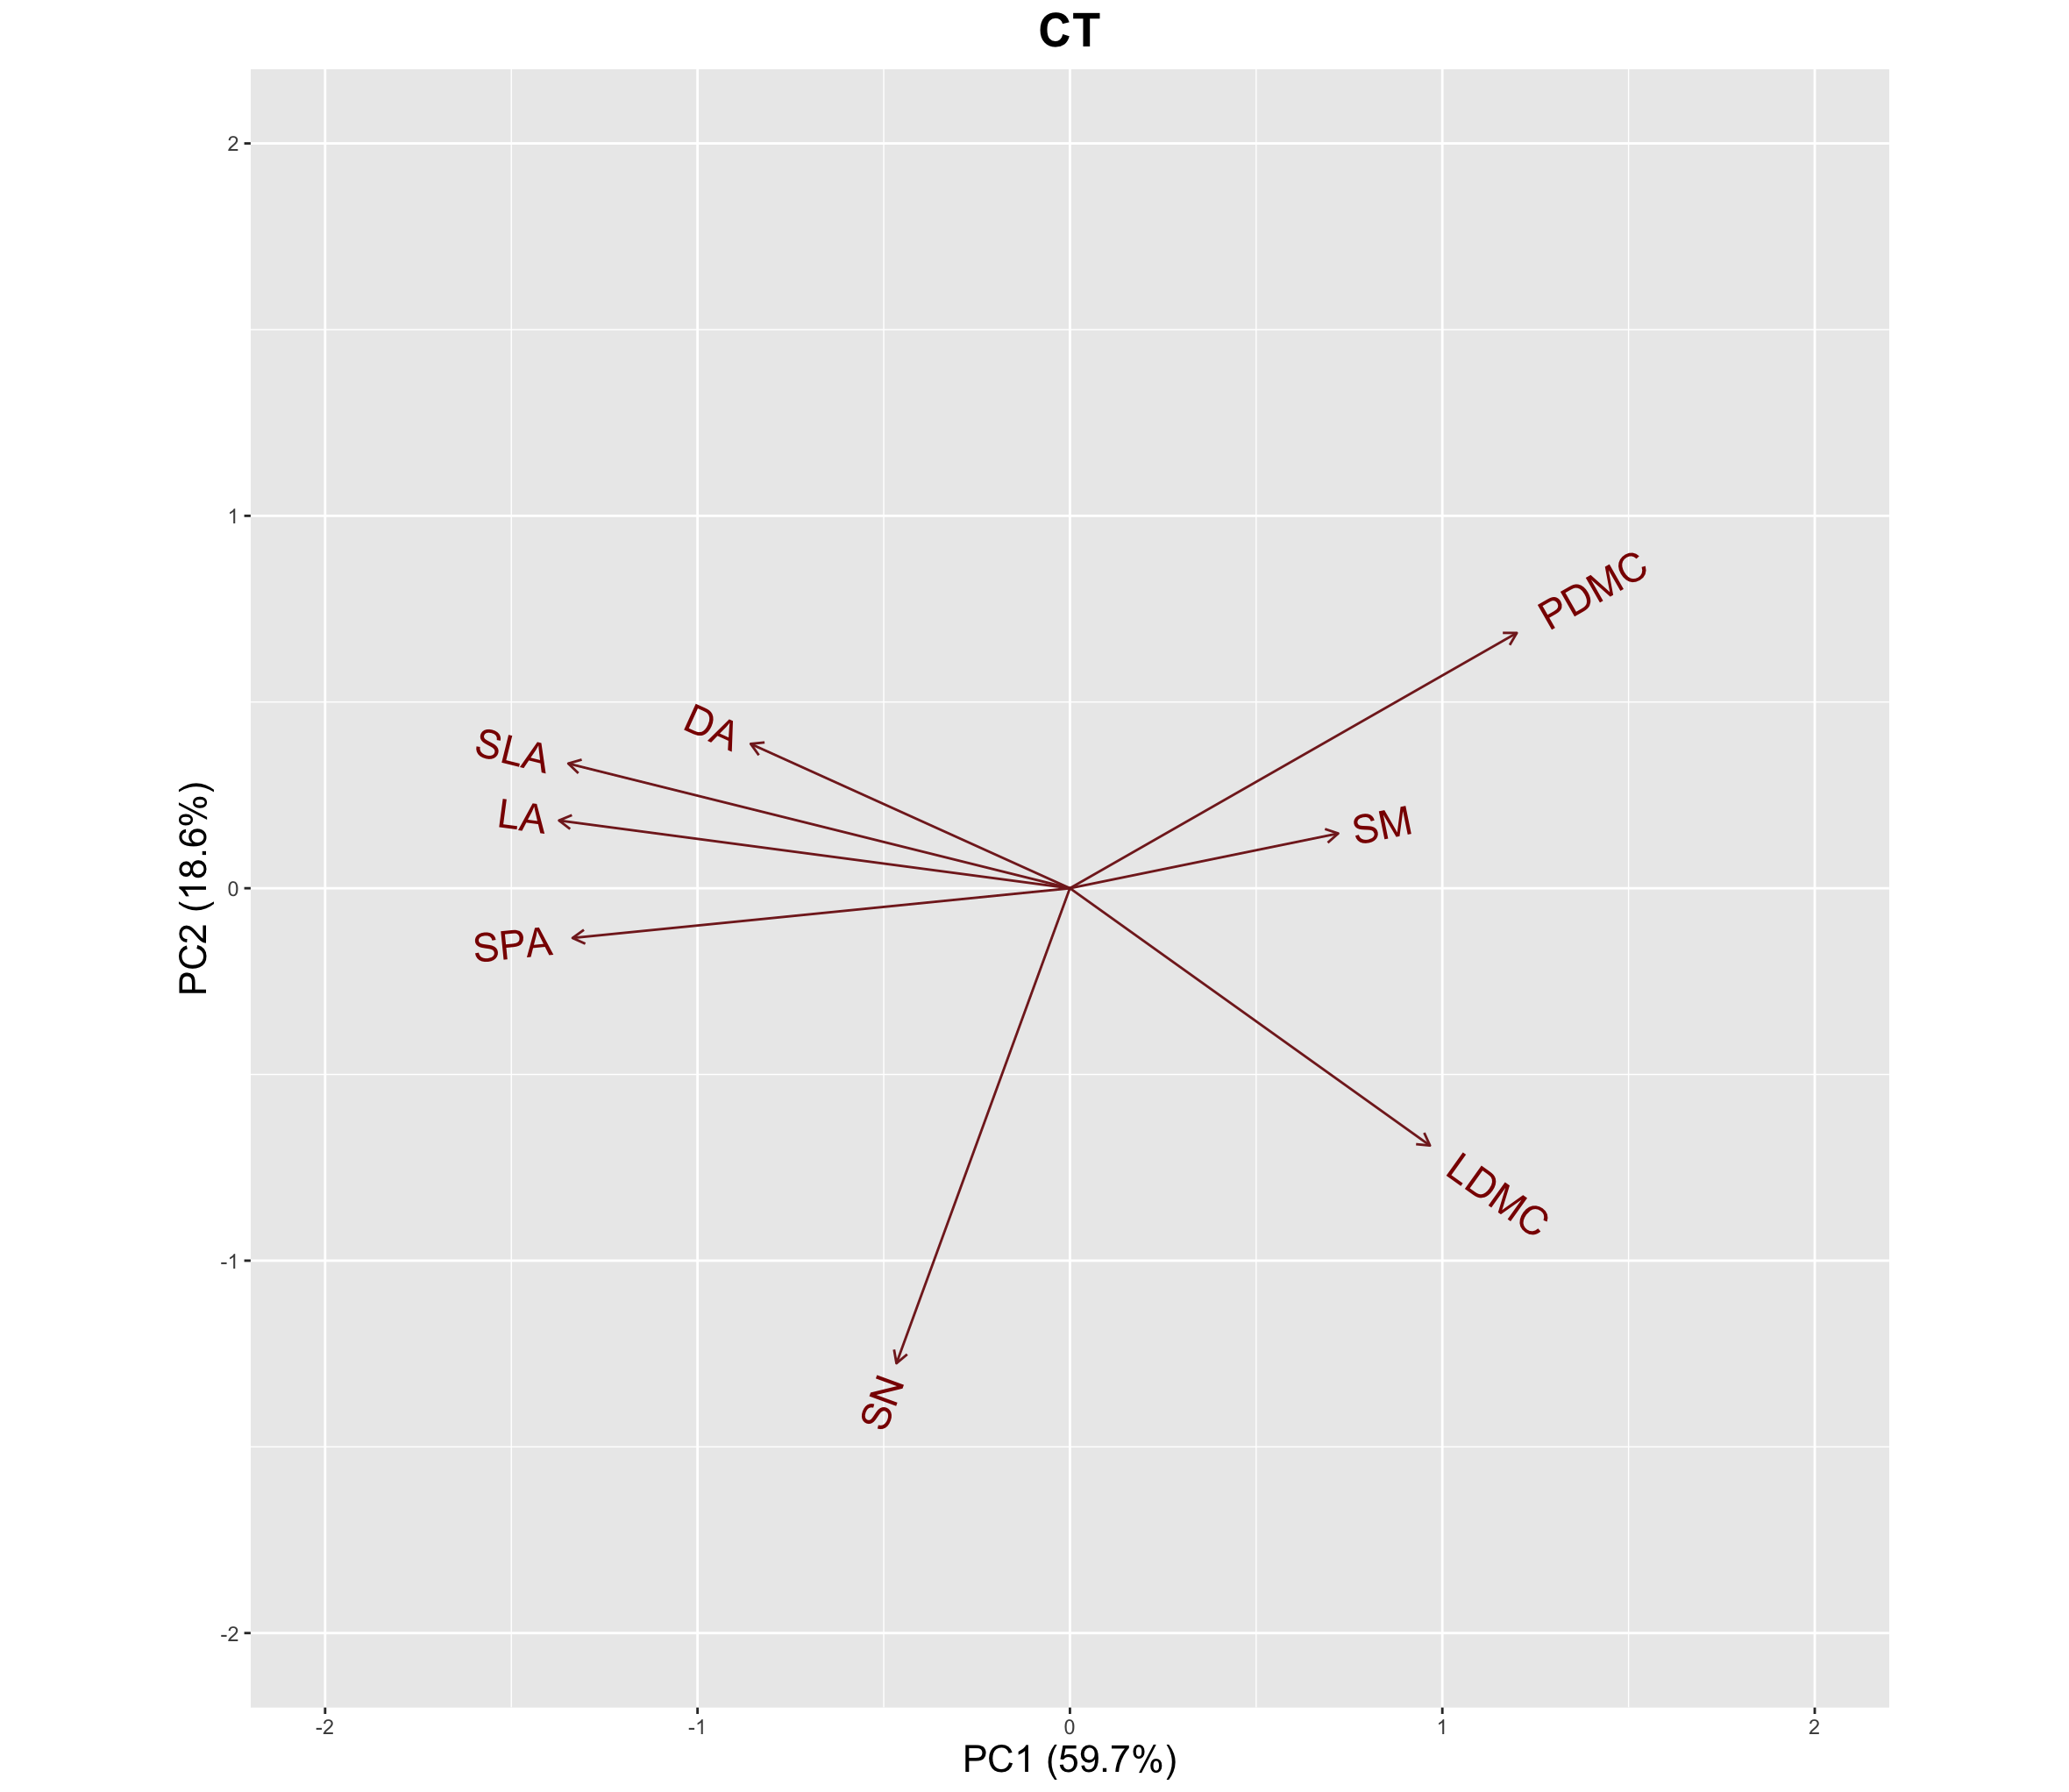 CT
PC2 (18.6%)
2
1
0
-1
-2
PDMC
DA
SLA
LA
SM
SPA
LDMC
SN
-2
-1
0
1
2
PC1 (59.7%)